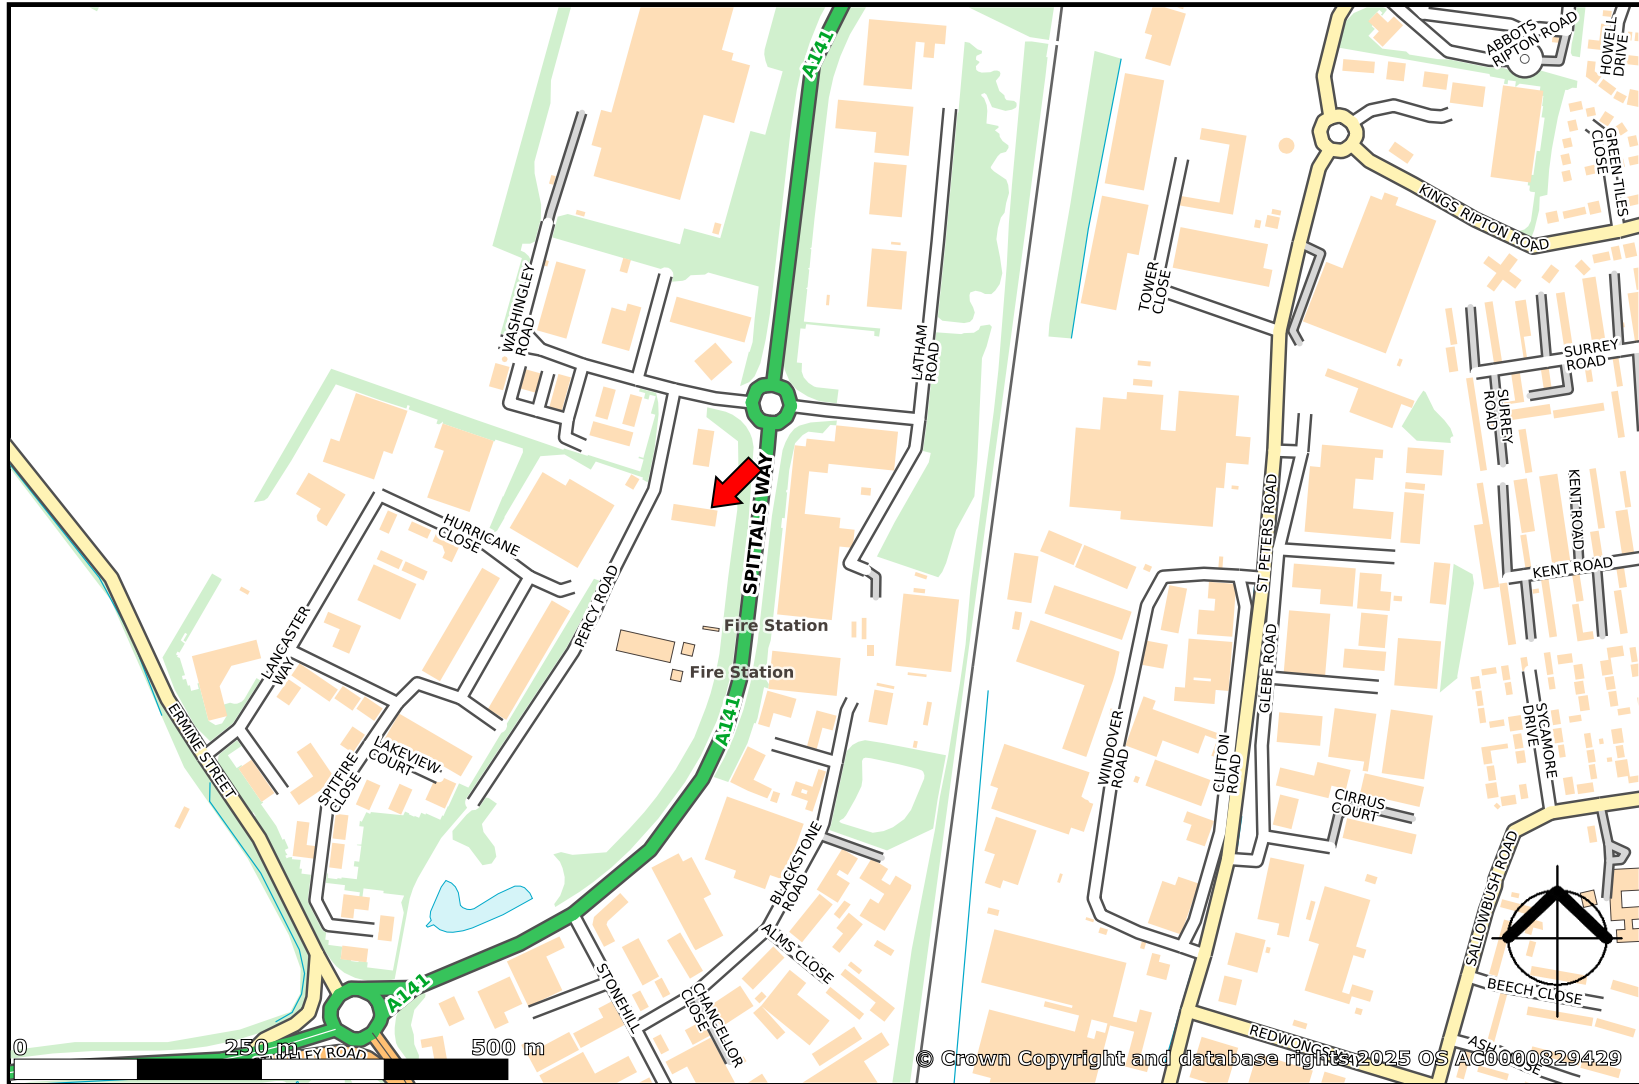 A141
ABBOTS
RIPTON ROAD
HOWELL
DRIVE
GREEN TILES
CLOSE
KINGS RIPTON ROAD
WASHINGLEY
ROAD
TOWER
CLOSE
LATHAM
ROAD
SURREY
ROAD
SURREY
ROAD
SPITTALS WAY
ST PETERS ROAD
KENT ROAD
KENT ROAD
HURRICANE
CLOSE
PERCY ROAD
LANCASTER
WAY
Fire Station
Fire Station
GLEBE ROAD
A141
ERMINE STREET
LAKEVIEW
COURT
SPITFIRE
CLOSE
WINDOVER
ROAD
CLIFTON
ROAD
SYCAMORE
DRIVE
CIRRUS
COURT
BLACKSTONE
ROAD
SALLOWBUSH ROAD
ALMS CLOSE
STONEHILL
CHANCELLOR
CLOSE
A141
BEECH CLOSE
0 250 m 500 m
© Crown Copyright and database rights 2025 OS AC0000829429